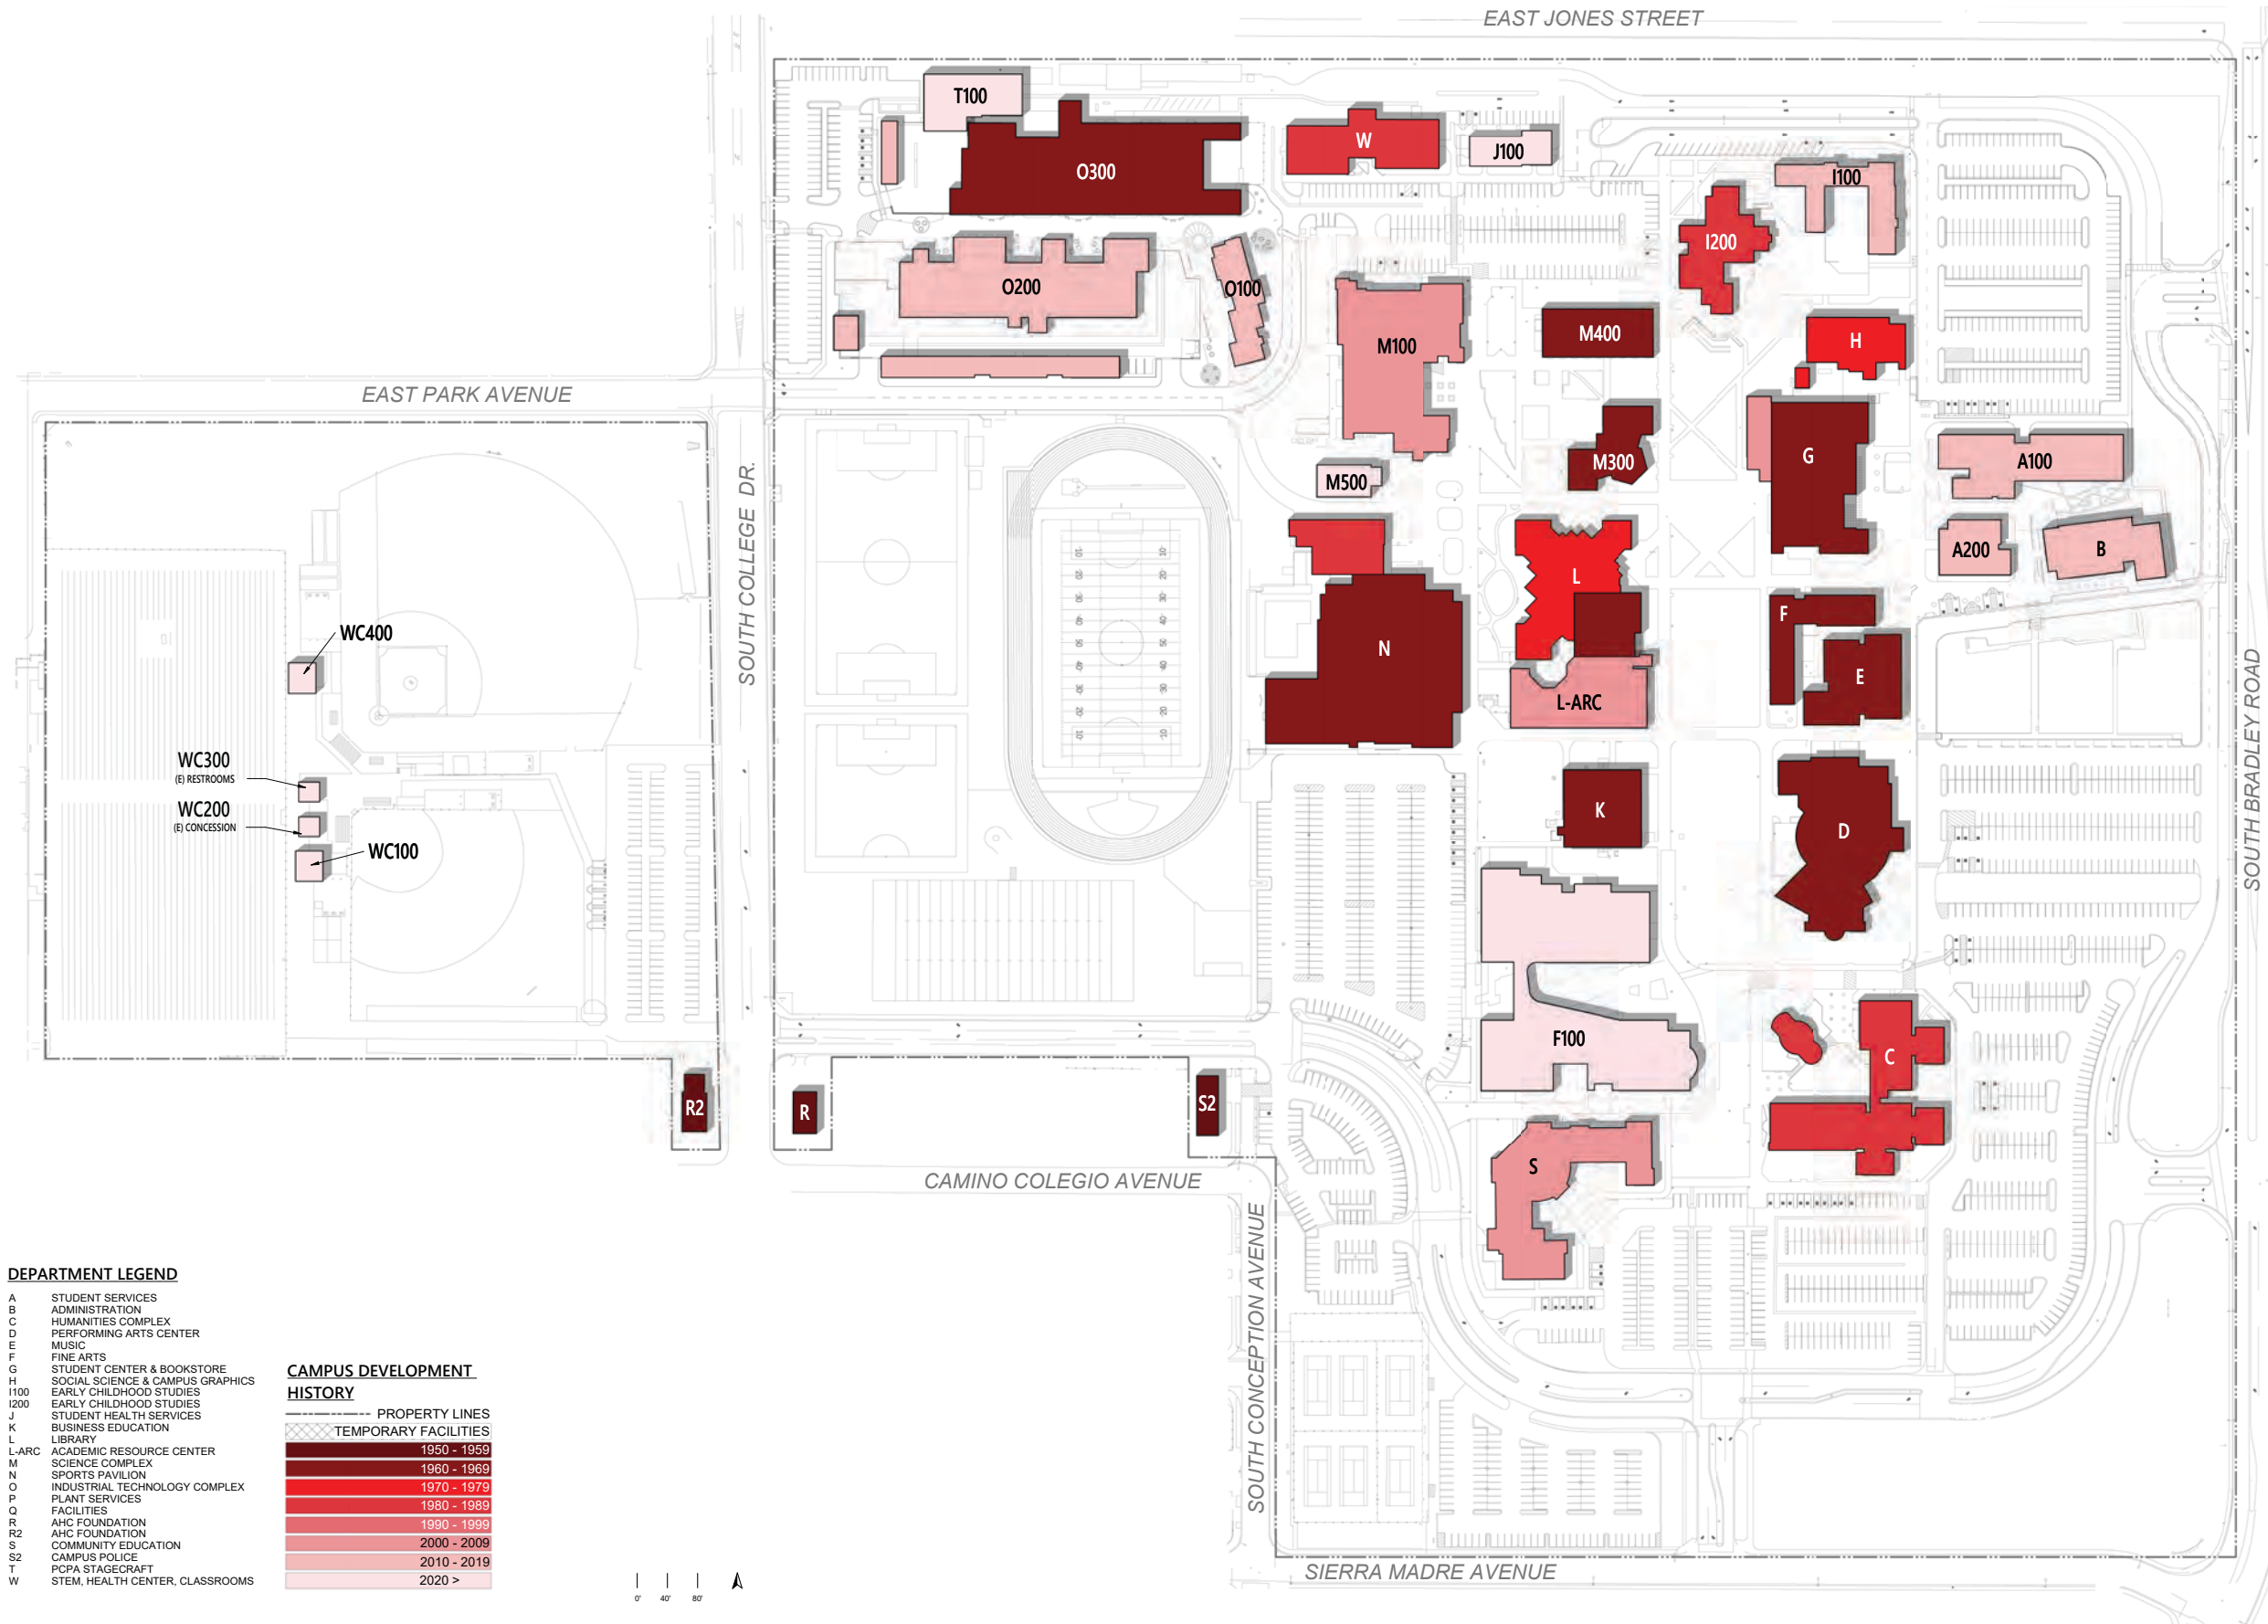 EAST JONES STREET
T100
O300
W
J100
I100
I200
O200
O100
M100
M400
H
EAST PARK AVENUE
SOUTH COLLEGE DR.
M300
M500
G
A100
A200
B
L
F
N
E
L-ARC
SOUTH BRADLEY ROAD
WC400
WC300
(E) RESTROOMS
WC200
(E) CONCESSION
WC100
K
D
F100
C
R2
R
S2
S
CAMINO COLEGIO AVENUE
SOUTH CONCEPTION AVENUE
SIERRA MADRE AVENUE
DEPARTMENT LEGEND
A STUDENT SERVICES
B ADMINISTRATION
C HUMANITIES COMPLEX
D PERFORMING ARTS CENTER
E MUSIC
F FINE ARTS
G STUDENT CENTER & BOOKSTORE
H SOCIAL SCIENCE & CAMPUS GRAPHICS
I100 EARLY CHILDHOOD STUDIES
I200 EARLY CHILDHOOD STUDIES
J STUDENT HEALTH SERVICES
K BUSINESS EDUCATION
L LIBRARY
L-ARC ACADEMIC RESOURCE CENTER
M SCIENCE COMPLEX
N SPORTS PAVILION
O INDUSTRIAL TECHNOLOGY COMPLEX
P PLANT SERVICES
Q FACILITIES
R AHC FOUNDATION
R2 AHC FOUNDATION
S COMMUNITY EDUCATION
S2 CAMPUS POLICE
T PCPA STAGECRAFT
W STEM, HEALTH CENTER, CLASSROOMS
CAMPUS DEVELOPMENT
HISTORY
PROPERTY LINES
TEMPORARY FACILITIES
1950 - 1959
1960 - 1969
1970 - 1979
1980 - 1989
1990 - 1999
2000 - 2009
2010 - 2019
2020 >
0' 40' 80'